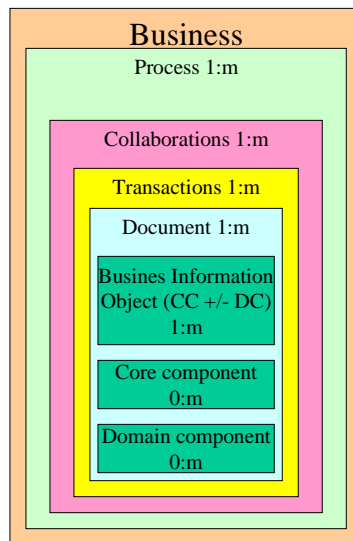 Business
Process 1:m
Collaborations 1:m
Transactions 1:m
Document 1:m
Busines Information
Object (CC +/- DC)
1:m
Core component
0:m
Domain component
0:m